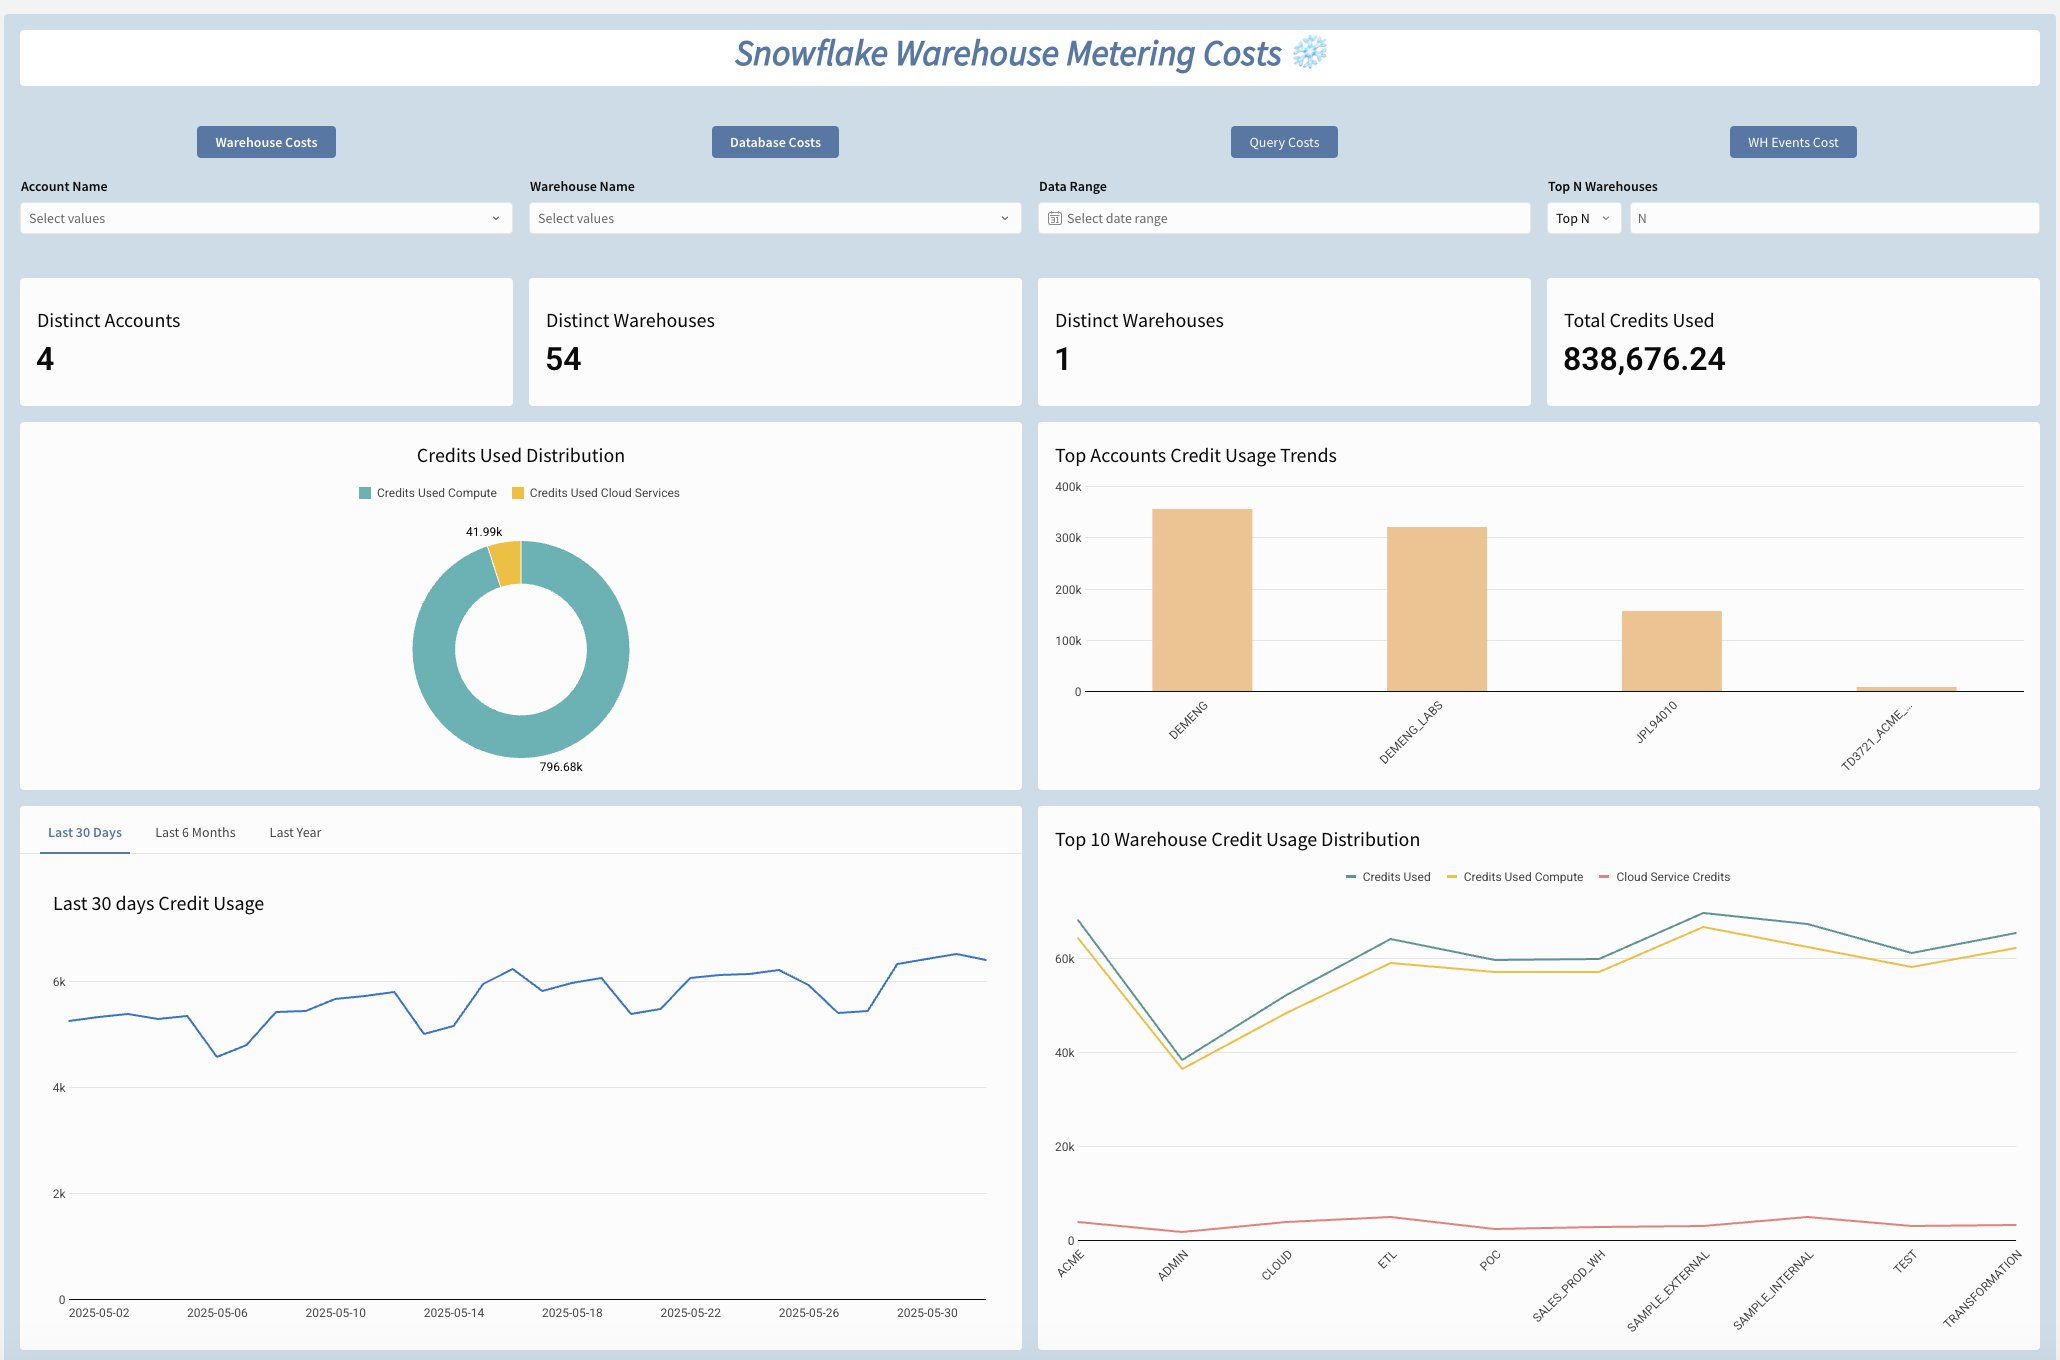 Snowflake Warehouse Metering Costs ❄️
Warehouse Costs
Database Costs
Query Costs
WH Events Cost
Account Name
Warehouse Name
Data Range
Top N Warehouses
Select values
Select values
31 Select date range
Top N
N
Distinct Accounts
4
Distinct Warehouses
54
Distinct Warehouses
1
Total Credits Used
838,676.24
Credits Used Distribution
Credits Used Compute
Credits Used Cloud Services
41.99k
796.68k
Top Accounts Credit Usage Trends
400k
300k
200k
100k
0
DEMENG
DEMENG_LABS
JPL94010
TD3721_ACME_...
Last 30 Days
Last 6 Months
Last Year
Last 30 days Credit Usage
6k
4k
2k
0
2025-05-02
2025-05-06
2025-05-10
2025-05-14
2025-05-18
2025-05-22
2025-05-26
2025-05-30
Top 10 Warehouse Credit Usage Distribution
Credits Used
Credits Used Compute
Cloud Service Credits
60k
40k
20k
0
ACME
ADMIN
CLOUD
ETL
POC
SALES_PROD_WH
SAMPLE_EXTERNAL
SAMPLE_INTERNAL
TEST
TRANSFORMATION